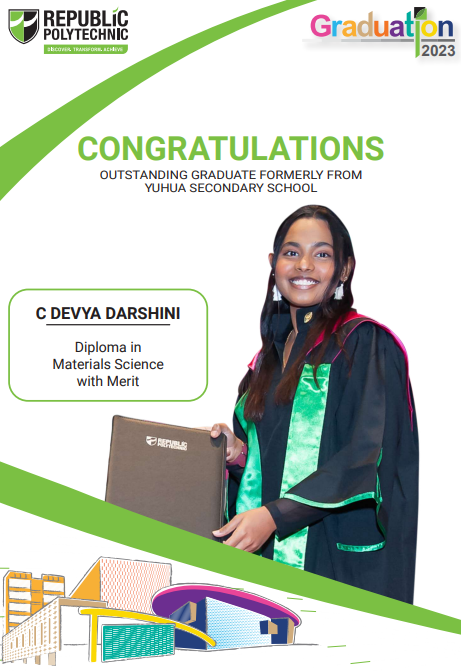 REPUBLIC
POLYTECHNIC
DISCOVER. TRANSFORM. ACHIEVE
Graduation
2023
CONGRATULATIONS
OUTSTANDING GRADUATE FORMERLY FROM
YUHUA SECONDARY SCHOOL
C DEVYA DARSHINI
Diploma in
Materials Science
with Merit
REPUBLIC
POLYTECHNIC